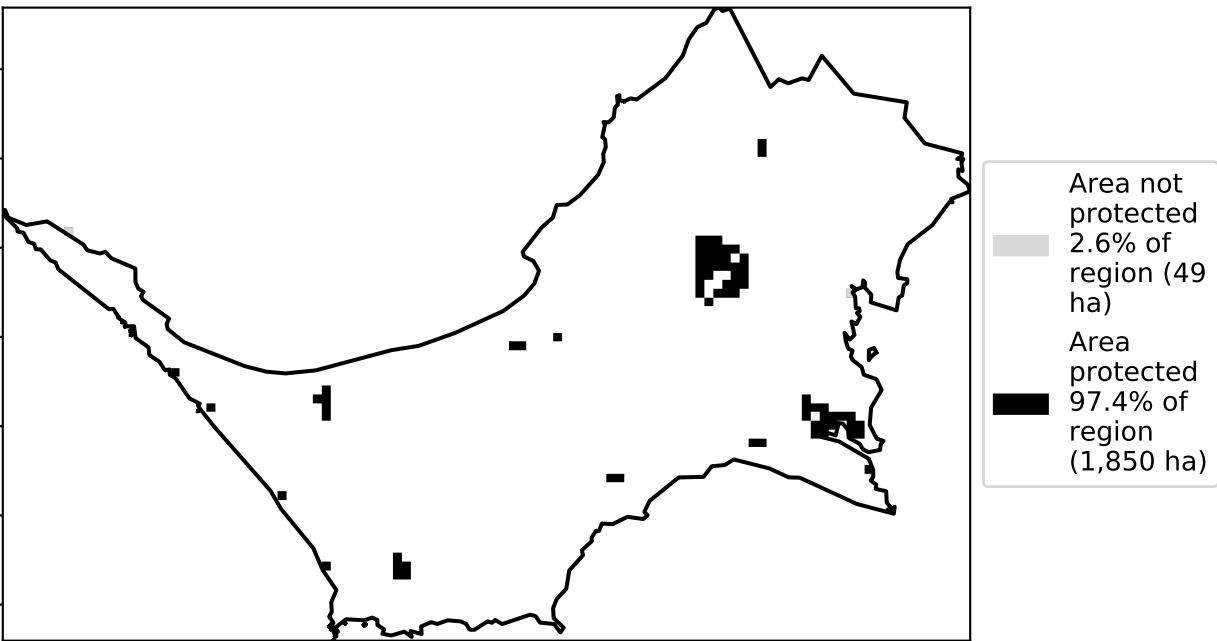 Area not
protected
2.6% of
region (49
ha)
Area
protected
97.4% of
region
(1,850 ha)